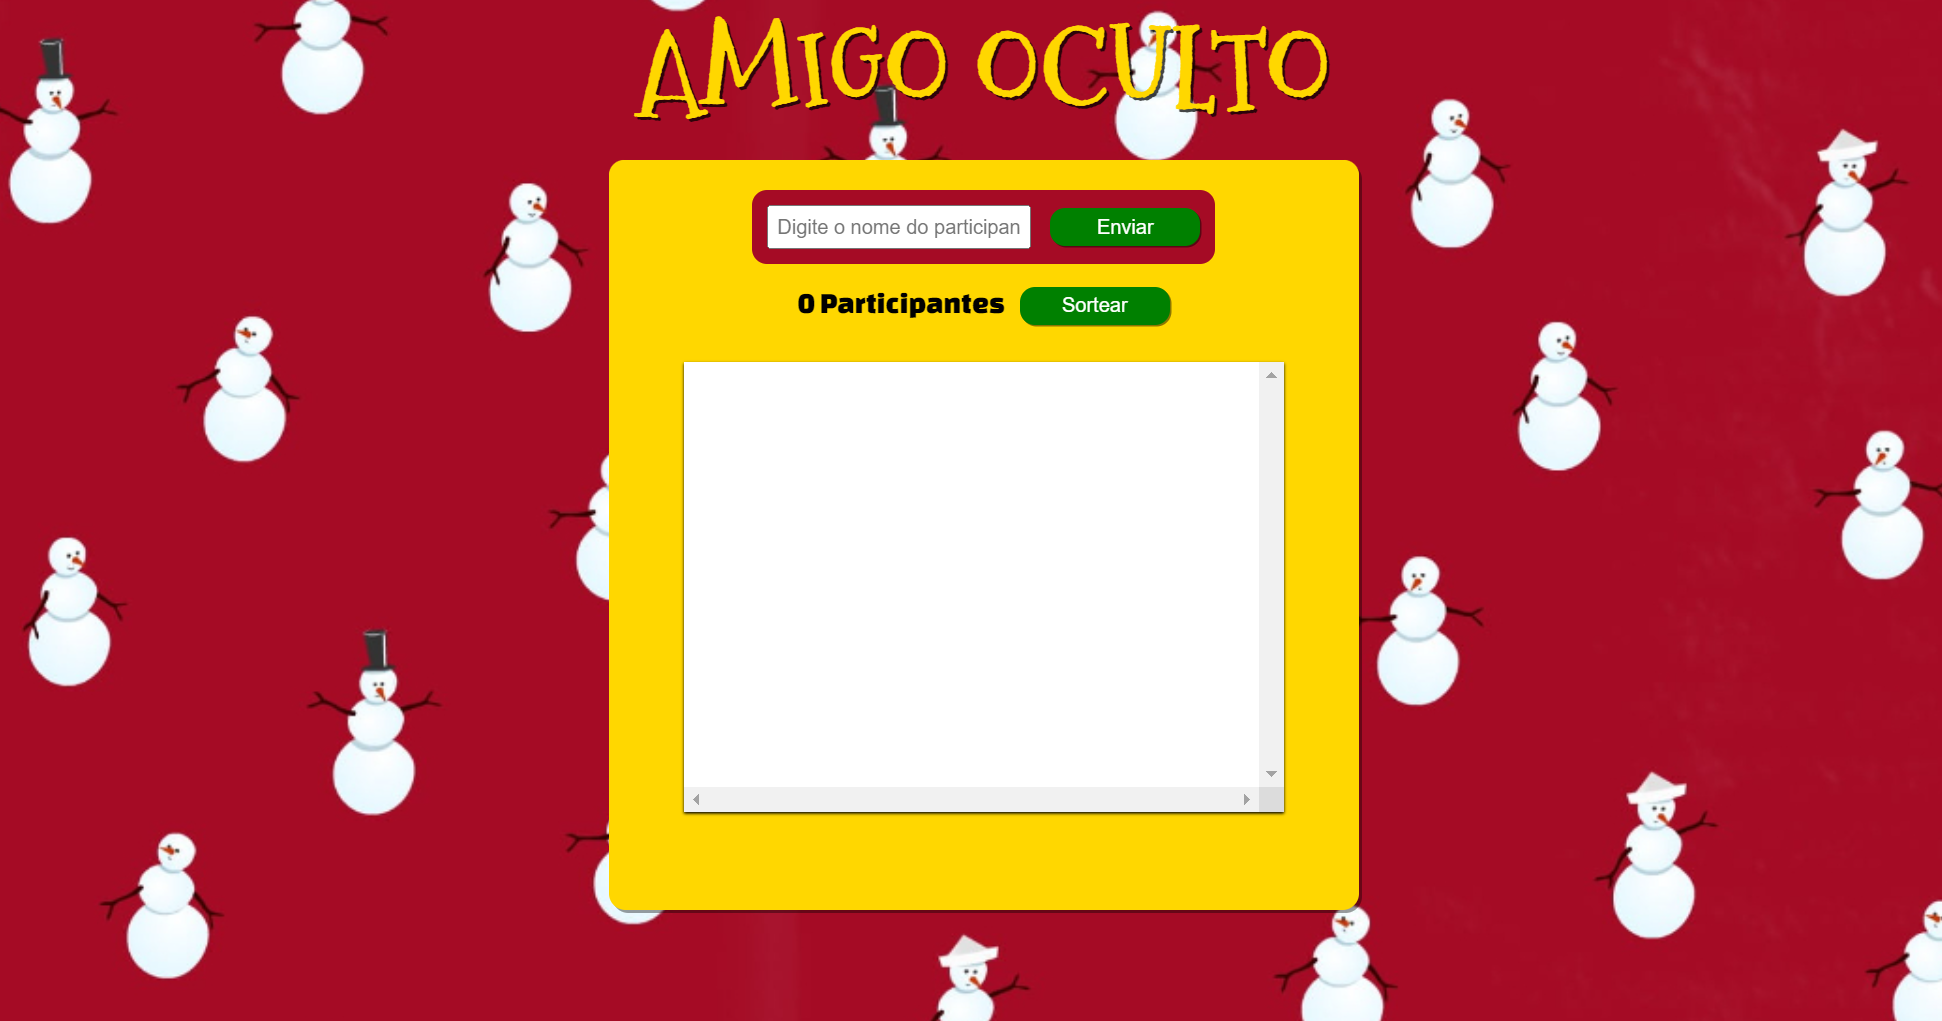 AMIGO OCULTO
Digite o nome do participan
Enviar
0 Participantes
Sortear